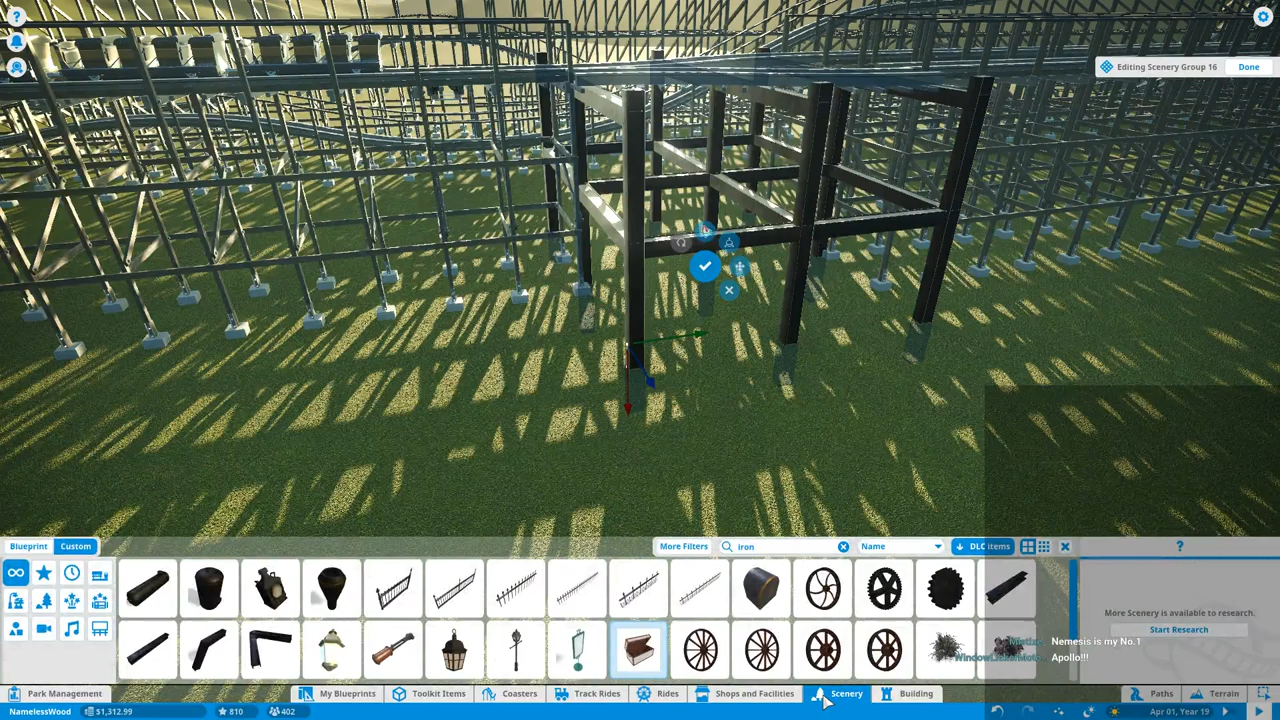 Editing Scenery Group 16 Done
Blueprint Custom More Filters iron Name DLC items
More Scenery is available to research.
Start Research
Nemesis is my No.1
Apollo!!!
Park Management My Blueprints Toolkit Items Coasters Track Rides Rides Shops and Facilities Scenery Building Paths Terrain
NamelessWood $1,312.99 810 402 Apr 01, Year 19